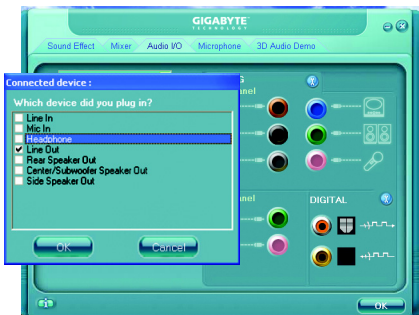 GIGABYTE
TECHNOLOGY
Sound Effect
Mixer
Audio I/O
Microphone
3D Audio Demo
Connected device :
Which device did you plug in?
Line In
Mic In
Headphone
Line Out
Rear Speaker Out
Center/Subwoofer Speaker Out
Side Speaker Out
OK
Cancel
DIGITAL
OK